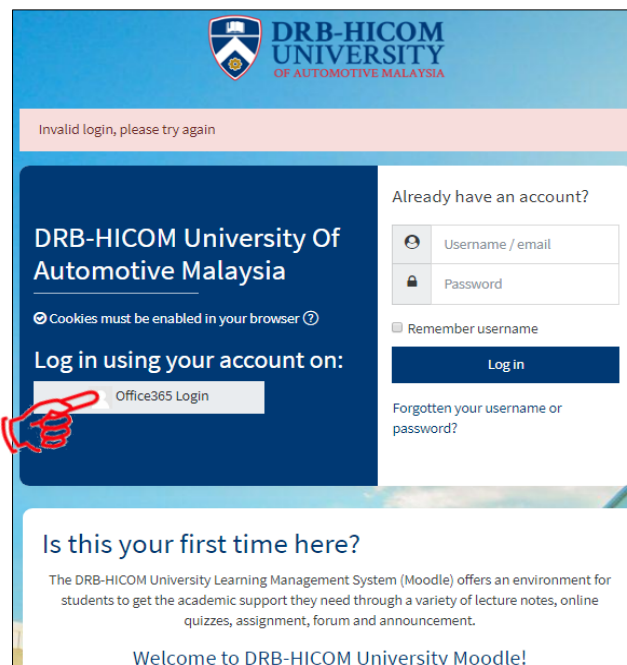 DRB-HICOM
UNIVERSITY
OF AUTOMOTIVE MALAYSIA
Invalid login, please try again
DRB-HICOM University Of
Automotive Malaysia
Cookies must be enabled in your browser
Log in using your account on:
Office365 Login
Already have an account?
Username / email
Password
Remember username
Log in
Forgotten your username or
password?
Is this your first time here?
The DRB-HICOM University Learning Management System (Moodle) offers an environment for
students to get the academic support they need through a variety of lecture notes, online
quizzes, assignment, forum and announcement.
Welcome to DRB-HICOM University Moodle!